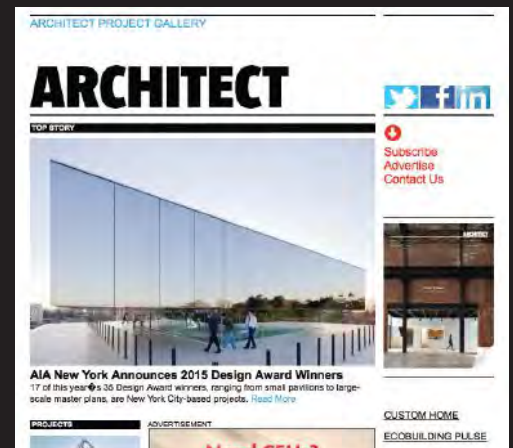 ARCHITECT PROJECT GALLERY
ARCHITECT
TOP STORY
AIA New York Announces 2015 Design Award Winners
17 of this year�s 35 Design Award winners, ranging from small pavilions to large-
scale master plans, are New York City-based projects. Read More
PROJECTS
ADVERTISEMENT
Subscribe
Advertise
Contact Us
ARCHITECT
CUSTOM HOME
ECOBUILDING PULSE